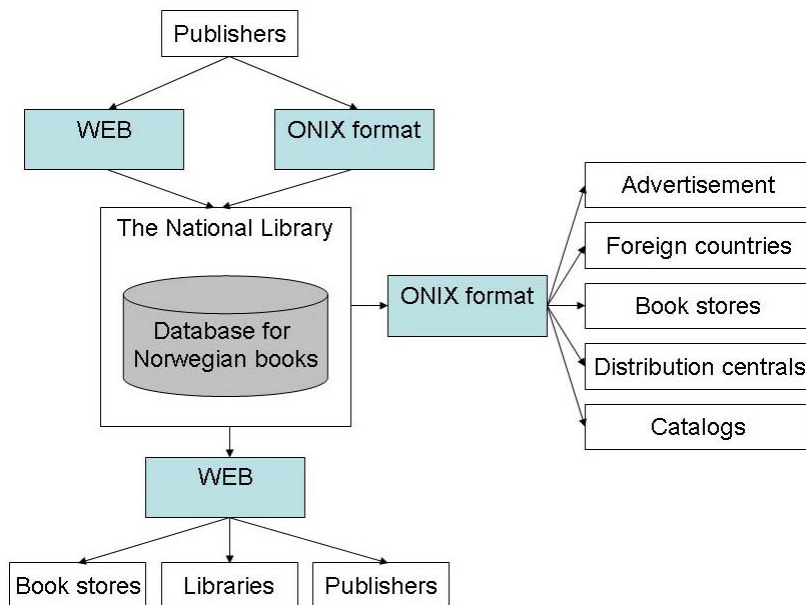 Publishers
WEB
ONIX format
The National Library
Database for
Norwegian books
ONIX format
Advertisement
Foreign countries
Book stores
Distribution centrals
Catalogs
WEB
Book stores
Libraries
Publishers